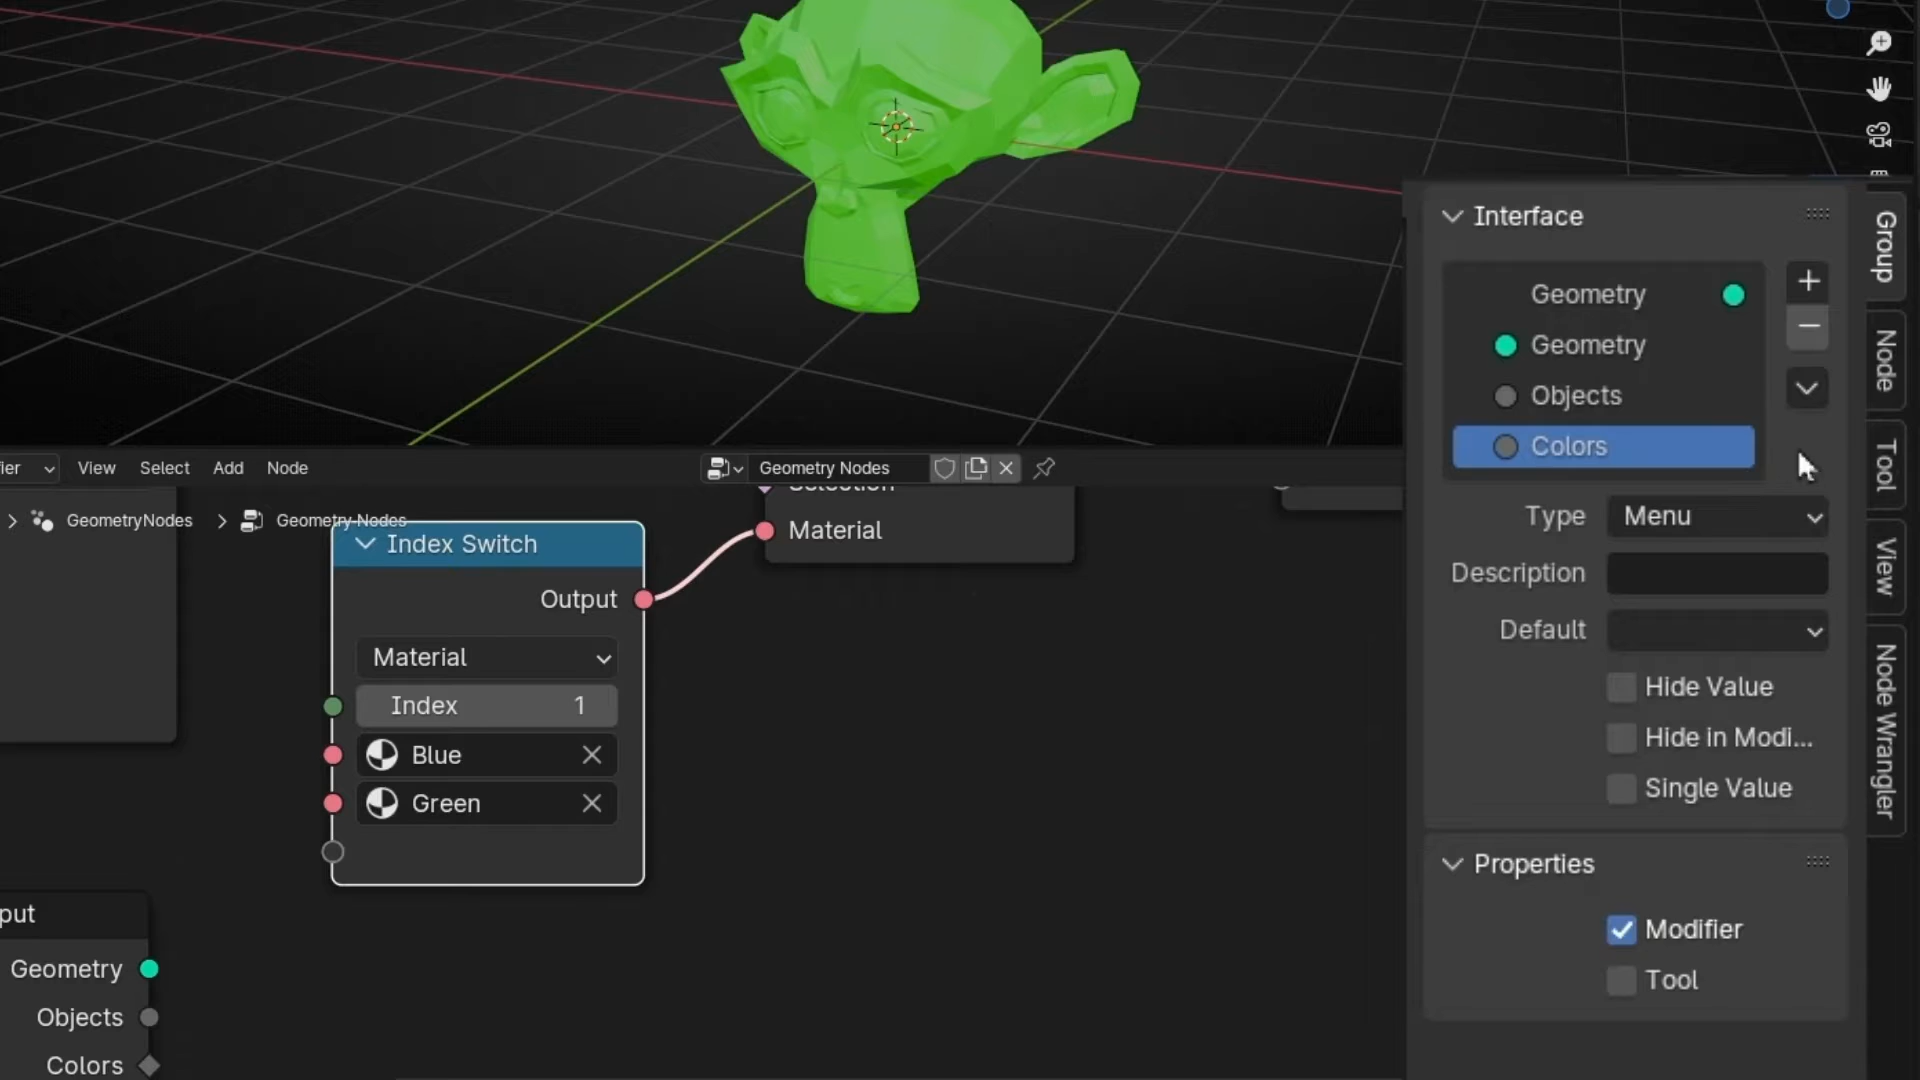 Interface
Group
Geometry
Geometry
Objects
Colors
Node
Tool
ier
View
Select
Add
Node
Geometry Nodes
GeometryNodes
Geometry Nodes
Selection
Material
Type
Menu
Description
Default
View
Index Switch
Output
Material
Index
1
Blue
Green
Hide Value
Hide in Modi...
Single Value
Node Wrangler
Properties
Modifier
Tool
put
Geometry
Objects
Colors